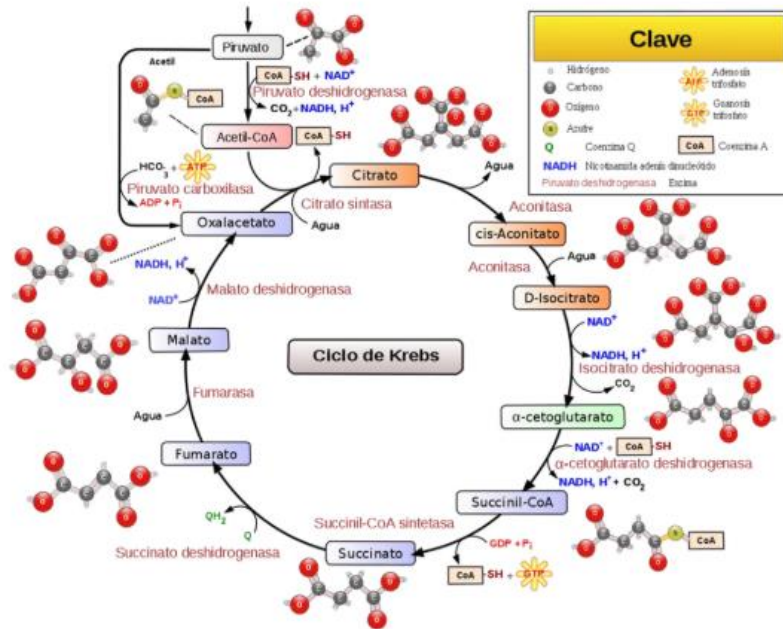 Piruvato
Acetil
CoA -SH + NAD⁺
Piruvato deshidrogenasa
CO₂ + NADH, H⁺
S CoA
Acetil-CoA
CoA -SH
HCO₃⁻ + ATP
Piruvato carboxilasa
ADP + Pᵢ
Oxalacetato
Citrato sintasa
Agua
Citrato
Agua
Aconitasa
cis-Aconitato
Aconitasa
Agua
D-Isocitrato
NAD⁺
NADH, H⁺
Isocitrato deshidrogenasa
CO₂
α-cetoglutarato
NAD⁺ + CoA -SH
α-cetoglutarato deshidrogenasa
NADH, H⁺ + CO₂
Succinil-CoA
S CoA
Succinil-CoA sintetasa
GDP + Pᵢ
CoA -SH + GTP
Succinato
QH₂
Q
Succinato deshidrogenasa
Fumarato
Agua
Fumarasa
Malato
NADH, H⁺
NAD⁺
Malato deshidrogenasa
Ciclo de Krebs
Clave
Hidrógeno
Carbono
Oxígeno
Azufre
Q Coenzima Q
NADH Nicotinamida adenín dinucleótido
Piruvato deshidrogenasa Enzima
ATP Adenosín trifosfato
GTP Guanosín trifosfato
CoA Coenzima A